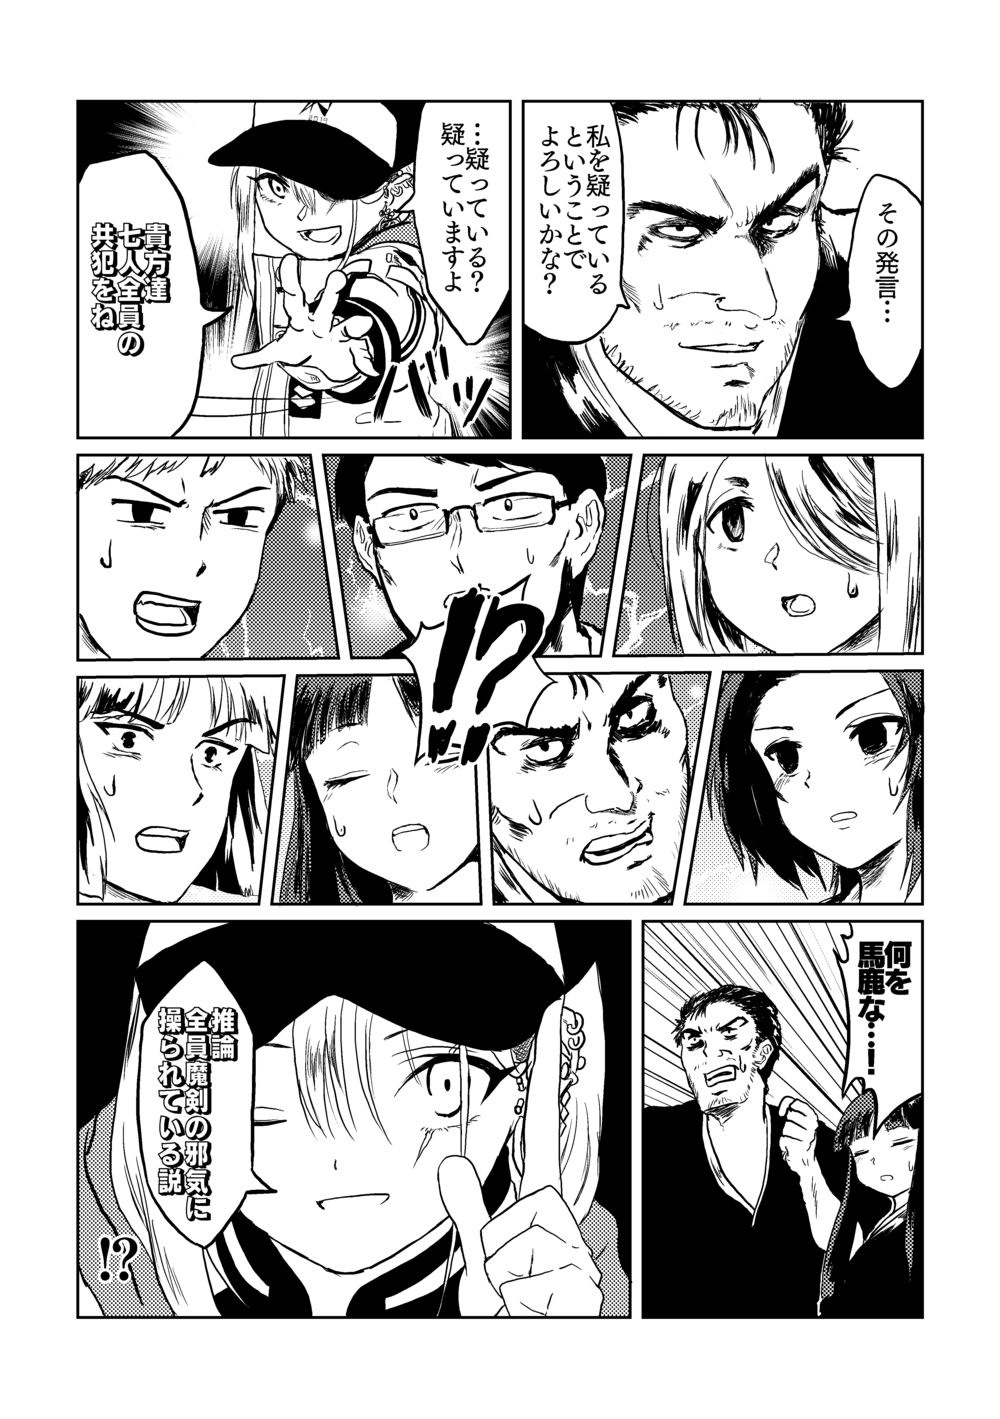 その発言…
私を疑っている
ということで
よろしいかな?
…疑っている?
疑っていますよ
バッ
貴方達
七人全員の
共犯をね
!?
何を
馬鹿な…!
推論
全員魔剣の邪気に
操られている説
!?